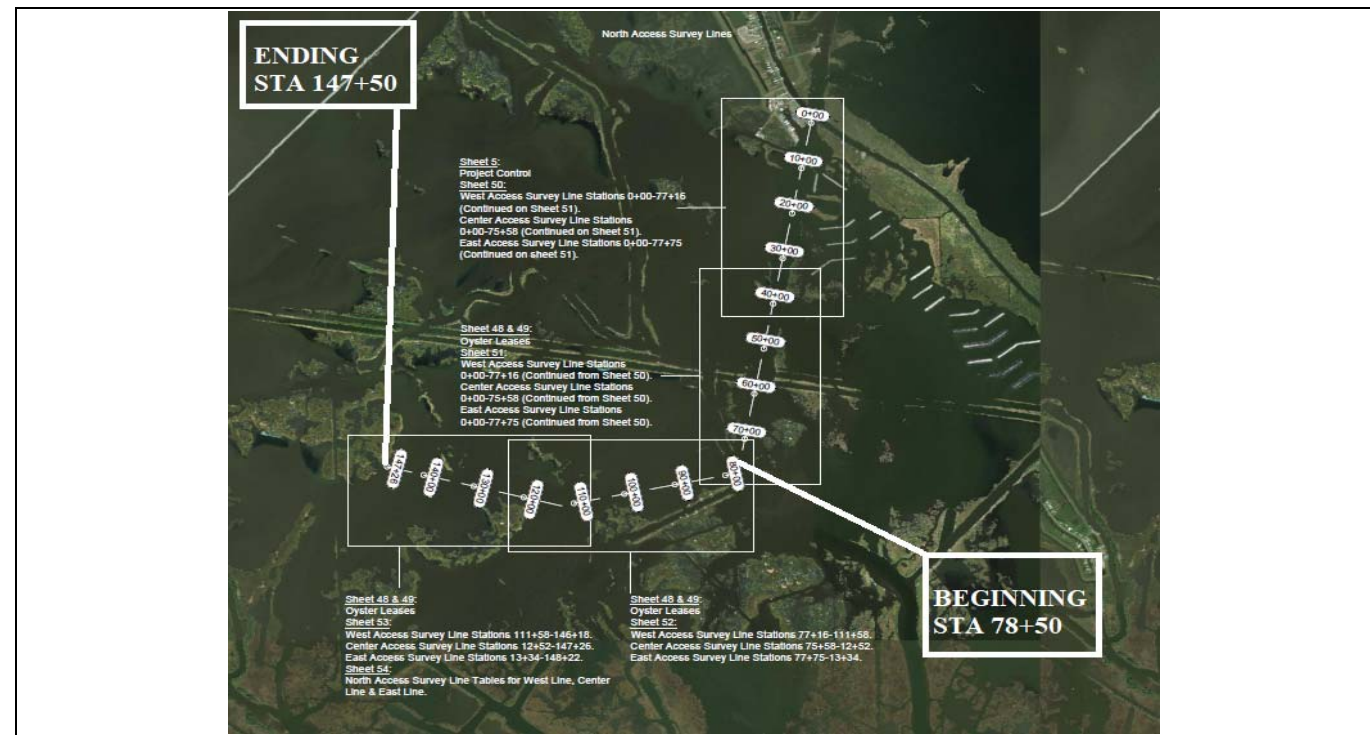 North Access Survey Lines
ENDING
STA 147+50
0+00
10+00
20+00
30+00
40+00
50+00
60+00
70+00
80+00
90+00
100+00
110+00
120+00
130+00
140+00
147+26
Sheet 5:
Project Control
Sheet 50:
West Access Survey Line Stations 0+00-77+16
(Continued on Sheet 51).
Center Access Survey Line Stations
0+00-75+58 (Continued on Sheet 51).
East Access Survey Line Stations 0+00-77+75
(Continued on sheet 51).
Sheet 48 & 49:
Oyster Leases
Sheet 51:
West Access Survey Line Stations
0+00-77+16 (Continued from Sheet 50).
Center Access Survey Line Stations
0+00-75+58 (Continued from Sheet 50).
East Access Survey Line Stations
0+00-77+75 (Continued from Sheet 50).
Sheet 48 & 49:
Oyster Leases
Sheet 53:
West Access Survey Line Stations 111+58-146+18.
Center Access Survey Line Stations 12+52-147+26.
East Access Survey Line Stations 13+34-148+22.
Sheet 54:
North Access Survey Line Tables for West Line, Center
Line & East Line.
Sheet 48 & 49:
Oyster Leases
Sheet 52:
West Access Survey Line Stations 77+16-111+58.
Center Access Survey Line Stations 75+58-12+52.
East Access Survey Line Stations 77+75-13+34.
BEGINNING
STA 78+50